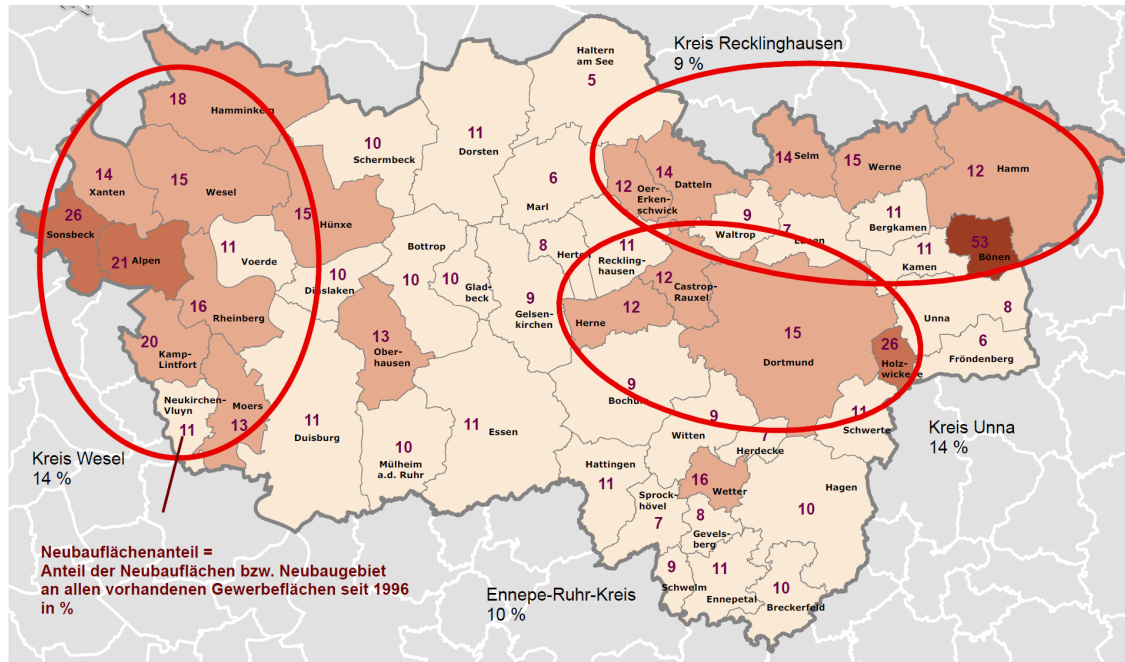 Kreis Recklinghausen
9 %
Haltern
am See
5
18
Hamminkeln
10
Schermbeck
11
Dorsten
14
Selm
15
Werne
12
Hamm
14
Xanten
15
Wesel
6
Marl
12
Oer-
Erken-
schwick
14
Datteln
26
Sonsbeck
15
Hünxe
9
Waltrop
7
Lünen
11
Bergkamen
21
Alpen
11
Voerde
Bottrop
10
8
Herten
11
Reckling-
hausen
11
Kamen
53
Bönen
10
Dinslaken
10
Glad-
beck
12
Castrop-
Rauxel
16
Rheinberg
9
Gelsen-
kirchen
12
Herne
Unna
8
20
Kamp-
Lintfort
13
Ober-
hausen
15
Dortmund
26
Holz-
wickede
6
Fröndenberg
Neukirchen-
Vluyn
11
Moers
13
9
Bochum
11
Duisburg
11
Essen
9
Witten
11
Schwerte
Kreis Unna
14 %
Kreis Wesel
14 %
10
Mülheim
a.d. Ruhr
7
Herdecke
Hattingen
11
16
Wetter
Hagen
10
Sprock-
hövel
7
8
Gevels-
berg
Neubauflächenanteil =
Anteil der Neubauflächen bzw. Neubaugebiet
an allen vorhandenen Gewerbeflächen seit 1996
in %
9
Schwelm
11
Ennepetal
10
Breckerfeld
Ennepe-Ruhr-Kreis
10 %